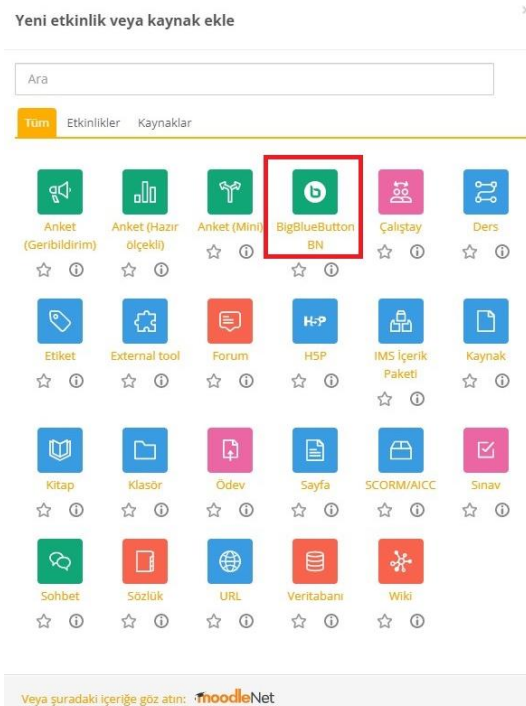 Yeni etkinlik veya kaynak ekle
Ara
Tüm Etkinlikler Kaynaklar
Anket (Geribildirim)
Anket (Hazır ölçekli)
Anket (Mini)
BigBlueButton BN
Çalıştay
Ders
Etiket
External tool
Forum
H5P
H5P
IMS İçerik Paketi
Kaynak
Kitap
Klasör
Ödev
Sayfa
SCORM/AICC
Sınav
Sohbet
Sözlük
URL
Veritabanı
Wiki
Veya şuradaki içeriğe göz atın: moodleNet